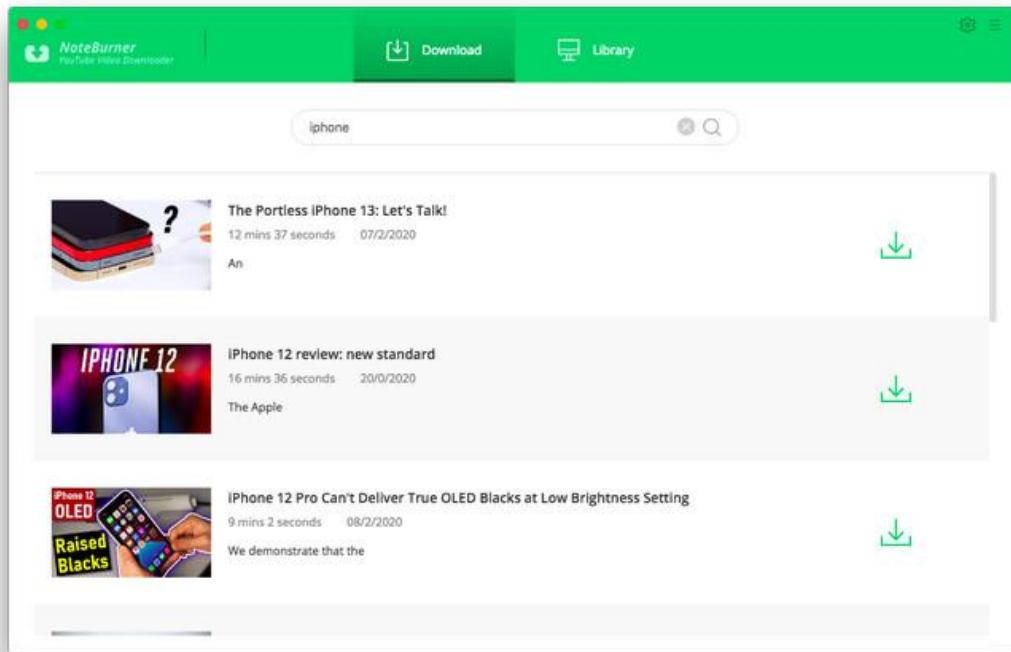 NoteBurner
YouTube Video Downloader
Download
Library
iphone
?
The Portless iPhone 13: Let's Talk!
12 mins 37 seconds 07/2/2020
An
IPHONE 12
iPhone 12 review: new standard
16 mins 36 seconds 20/0/2020
The Apple
iPhone 12
OLED
Raised
Blacks
iPhone 12 Pro Can't Deliver True OLED Blacks at Low Brightness Setting
9 mins 2 seconds 08/2/2020
We demonstrate that the